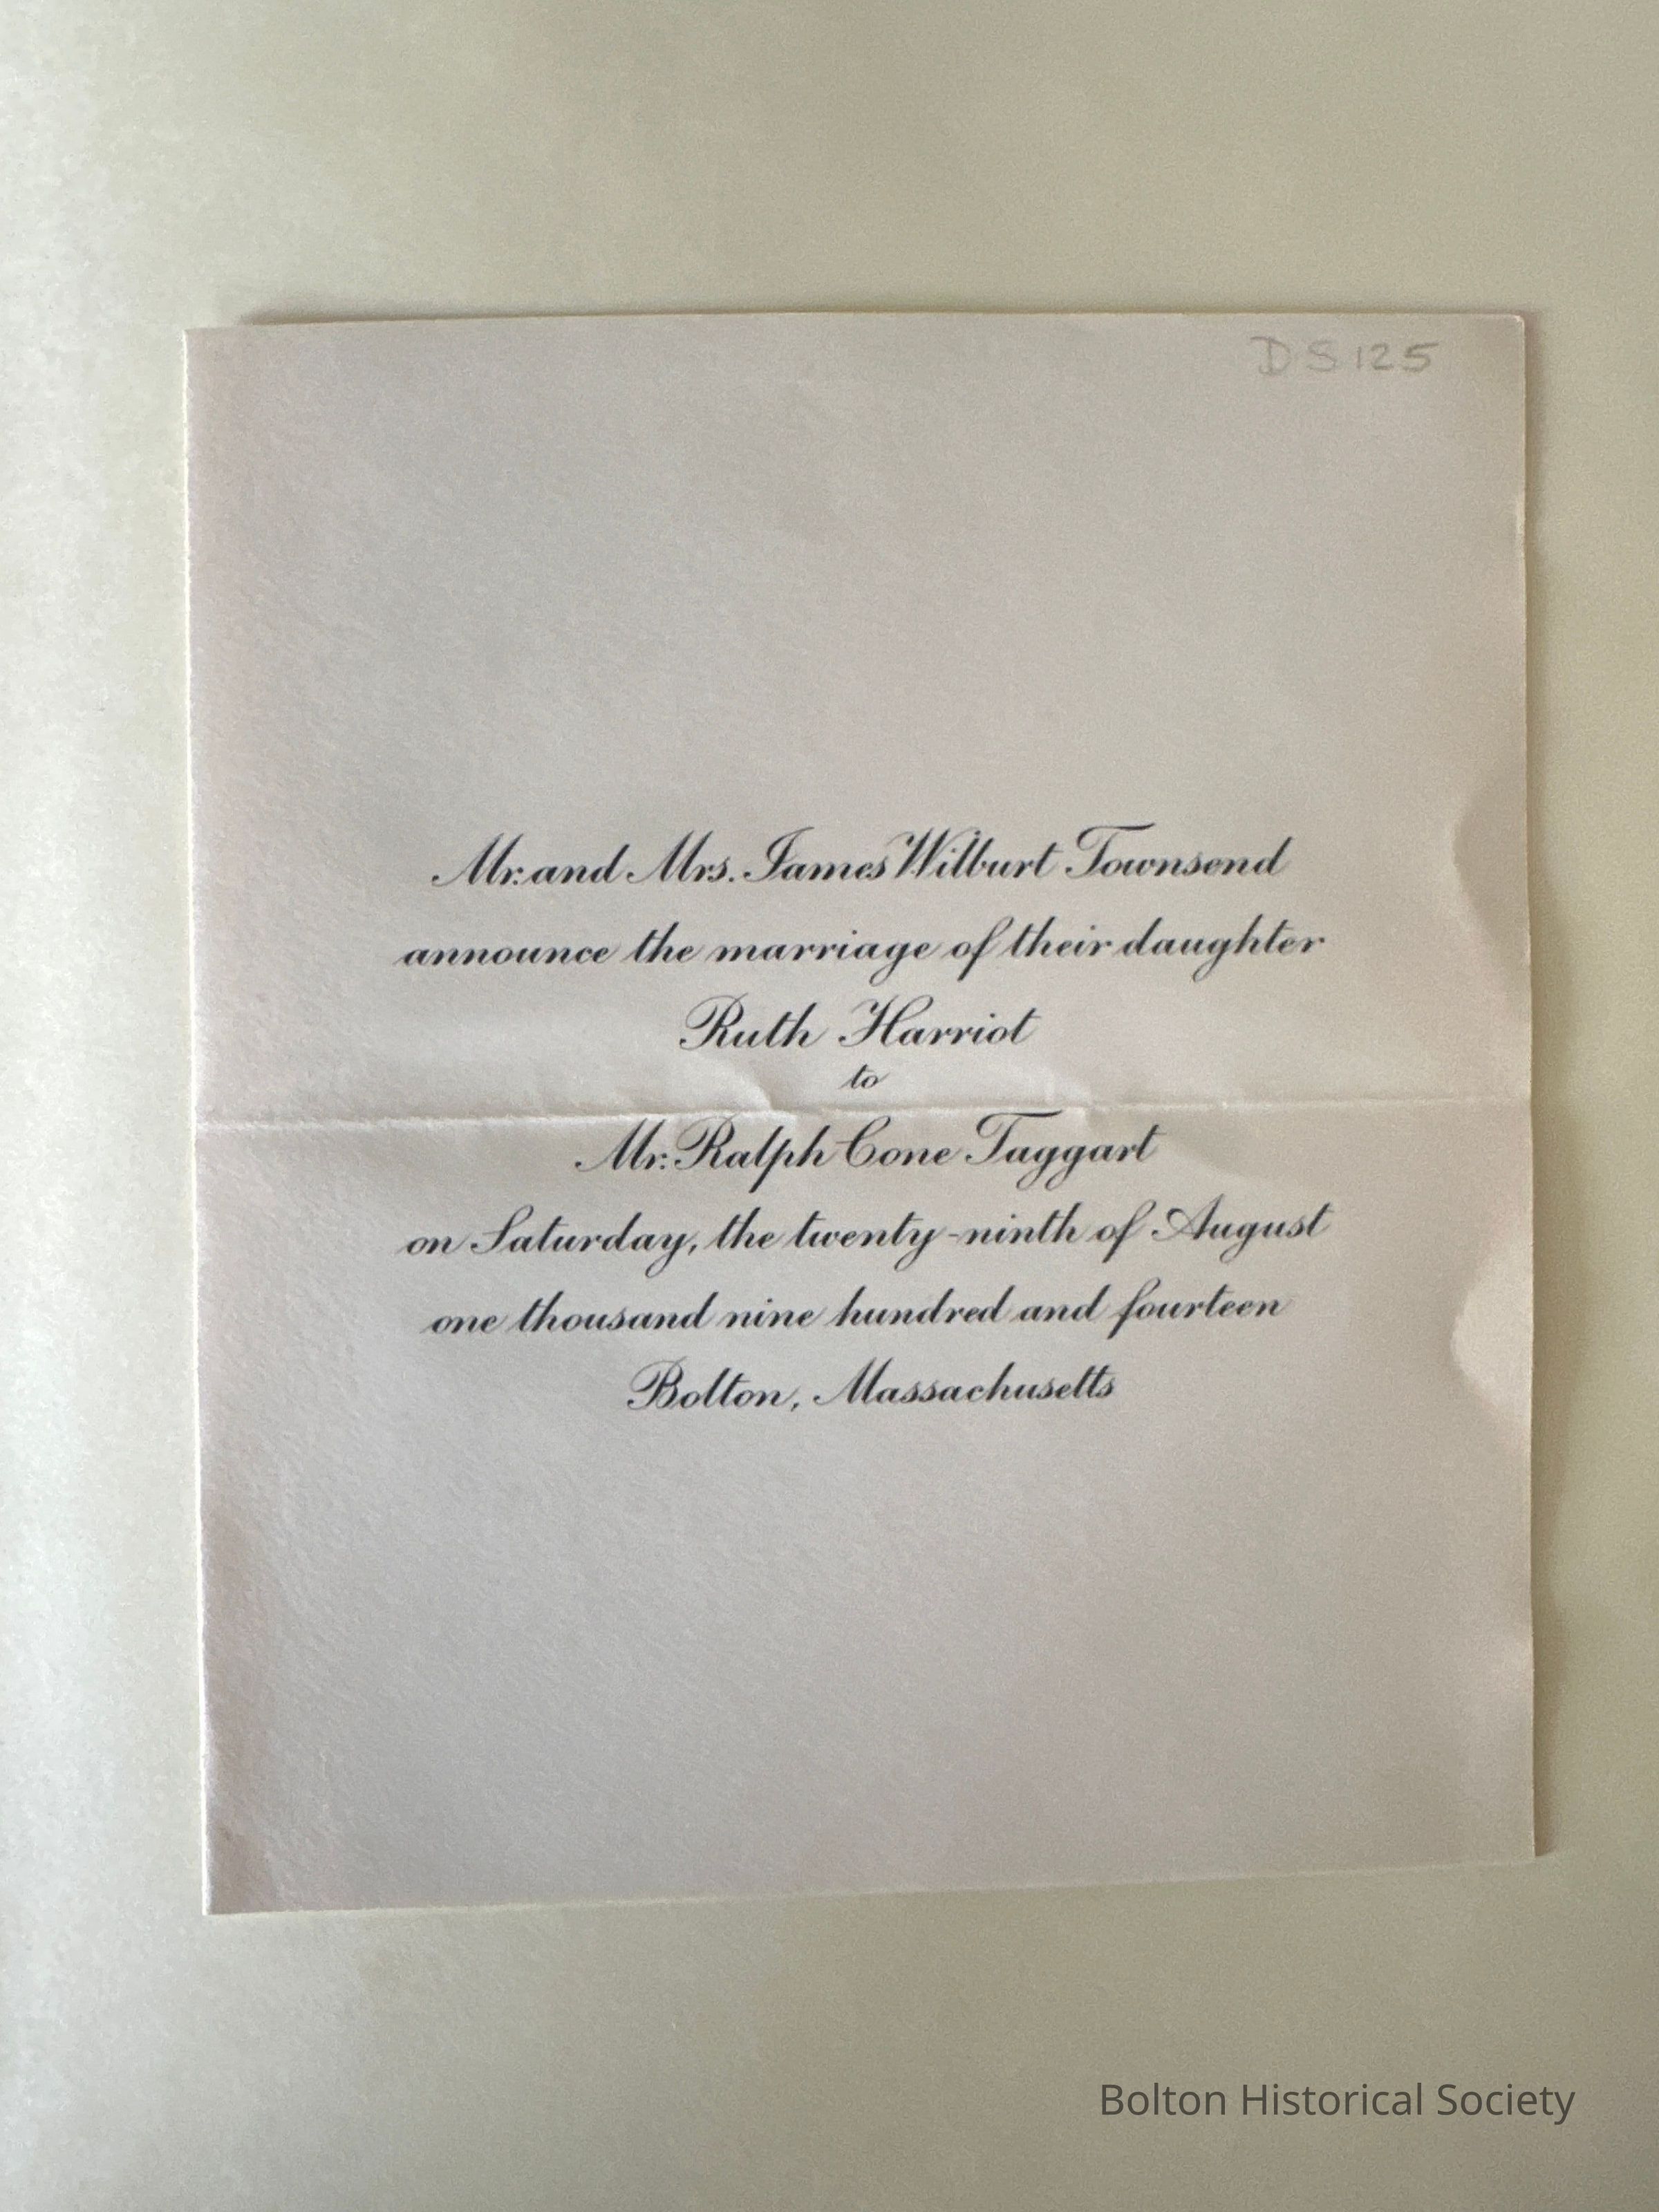 DS125
Mr. and Mrs. James Wilburt Townsend
announce the marriage of their daughter
Ruth Harriot
to
Mr. Ralph Cone Taggart
on Saturday, the twenty-ninth of August
one thousand nine hundred and fourteen
Bolton, Massachusetts
Bolton Historical Society